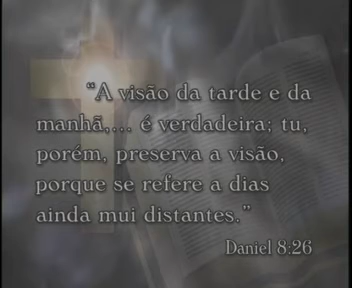 “A visão da tarde e da
manhã,... é verdadeira; tu,
porém, preserva a visão,
porque se refere a dias
ainda mui distantes.”
Daniel 8:26